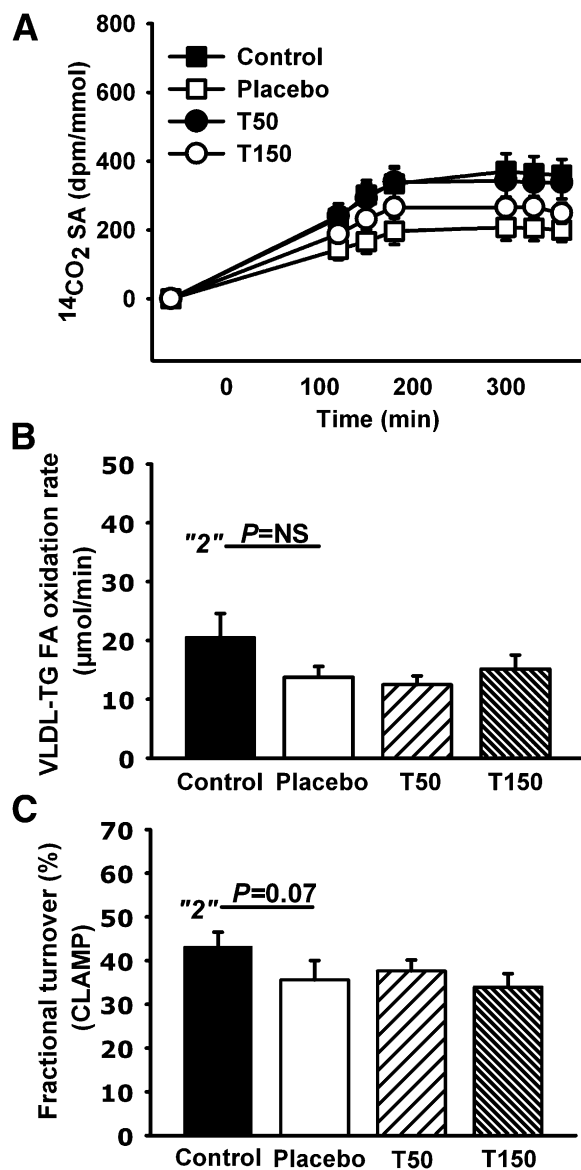 A
800
600
400
200
0
14CO2 SA (dpm/mmol)
Control
Placebo
T50
T150
0 100 200 300
Time (min)
B
50
40
30
20
10
0
VLDL-TG FA oxidation rate
(µmol/min)
"2" P=NS
Control Placebo T50 T150
C
70
60
50
40
30
20
10
0
Fractional turnover (%)
(CLAMP)
"2" P=0.07
Control Placebo T50 T150